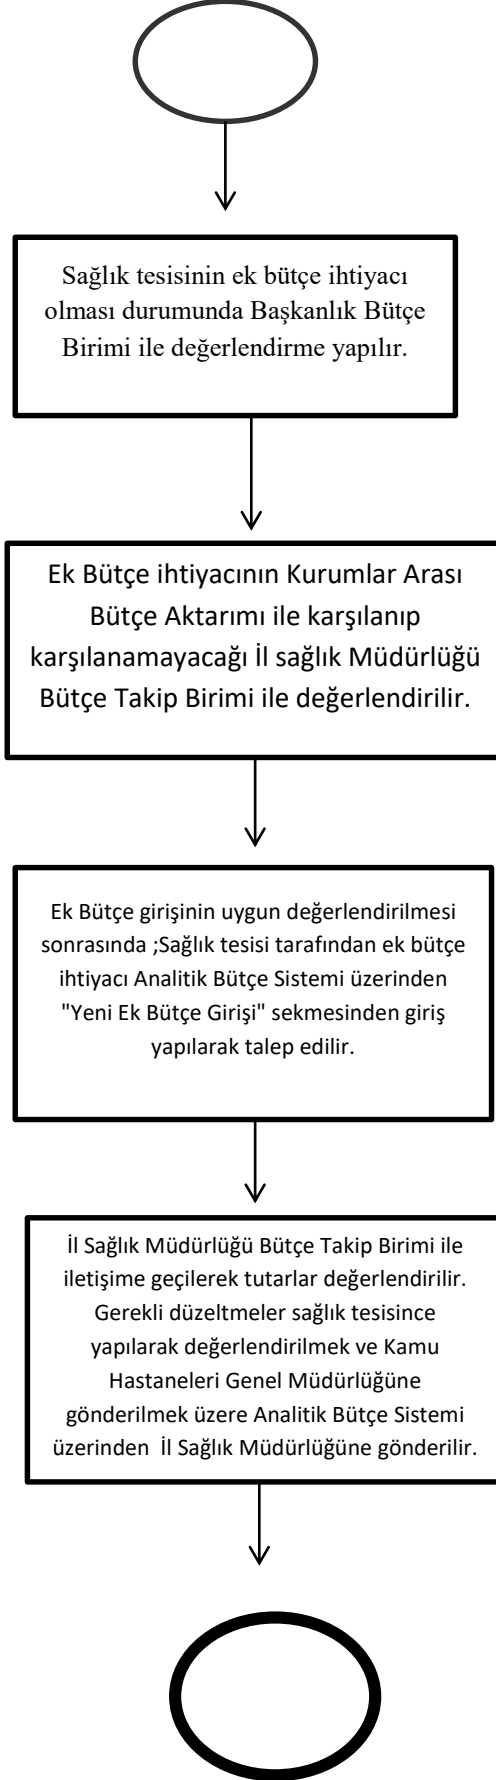 Sağlık tesisinin ek bütçe ihtiyacı
olması durumunda Başkanlık Bütçe
Birimi ile değerlendirme yapılır.
Ek Bütçe ihtiyacının Kurumlar Arası
Bütçe Aktarımı ile karşılanıp
karşılanamayacağı İl sağlık Müdürlüğü
Bütçe Takip Birimi ile değerlendirilir.
Ek Bütçe girişinin uygun değerlendirilmesi
sonrasında ;Sağlık tesisi tarafından ek bütçe
ihtiyacı Analitik Bütçe Sistemi üzerinden
"Yeni Ek Bütçe Girişi" sekmesinden giriş
yapılarak talep edilir.
İl Sağlık Müdürlüğü Bütçe Takip Birimi ile
iletişime geçilerek tutarlar değerlendirilir.
Gerekli düzeltmeler sağlık tesisince
yapılarak değerlendirilmek ve Kamu
Hastaneleri Genel Müdürlüğüne
gönderilmek üzere Analitik Bütçe Sistemi
üzerinden  İl Sağlık Müdürlüğüne gönderilir.